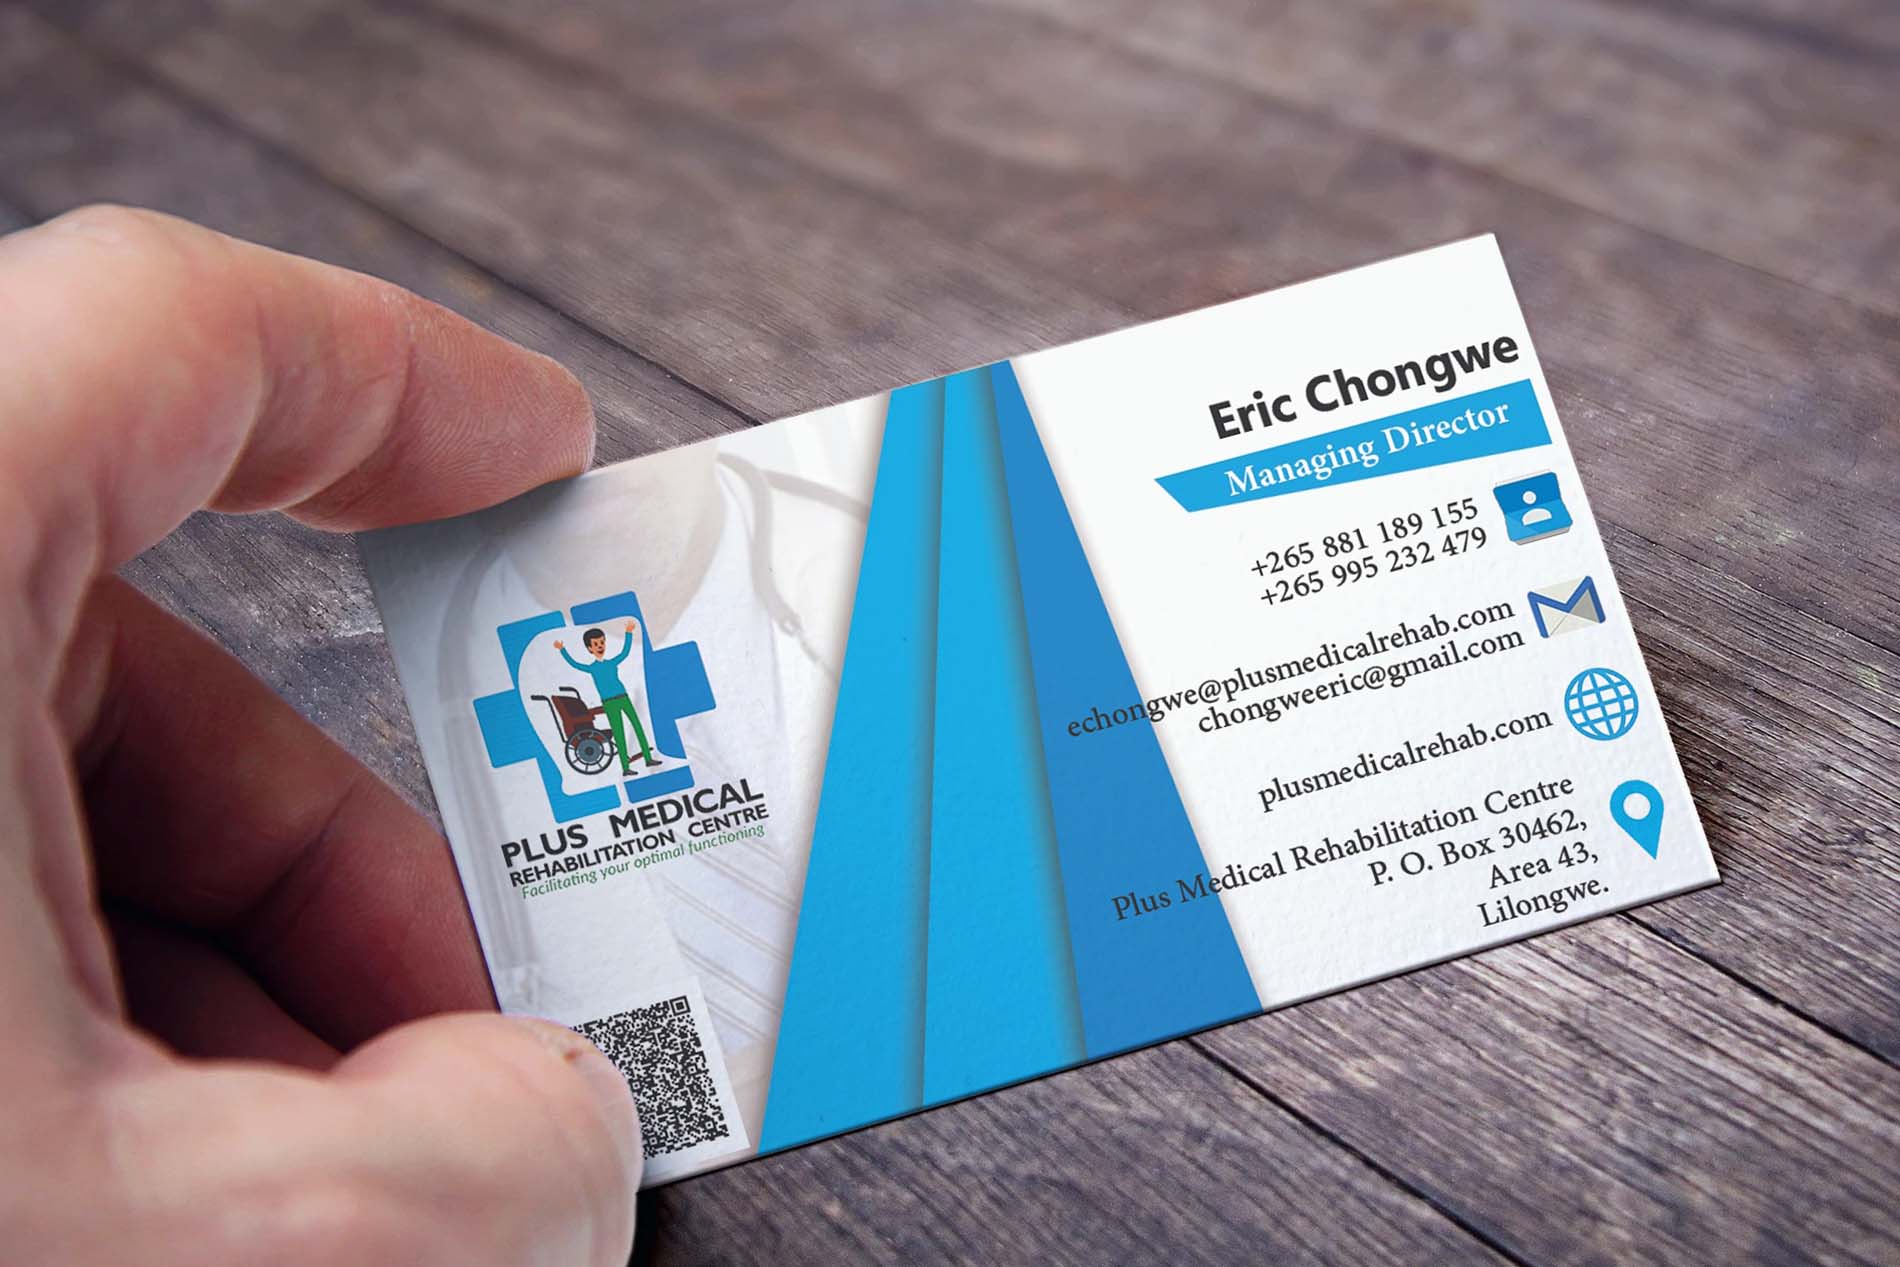 PLUS MEDICAL
REHABILITATION CENTRE
Facilitating your optimal functioning
Eric Chongwe
Managing Director
+265 881 189 155
+265 995 232 479
echongwe@plusmedicalrehab.com
chongweeric@gmail.com
plusmedicalrehab.com
Plus Medical Rehabilitation Centre
P. O. Box 30462,
Area 43,
Lilongwe.